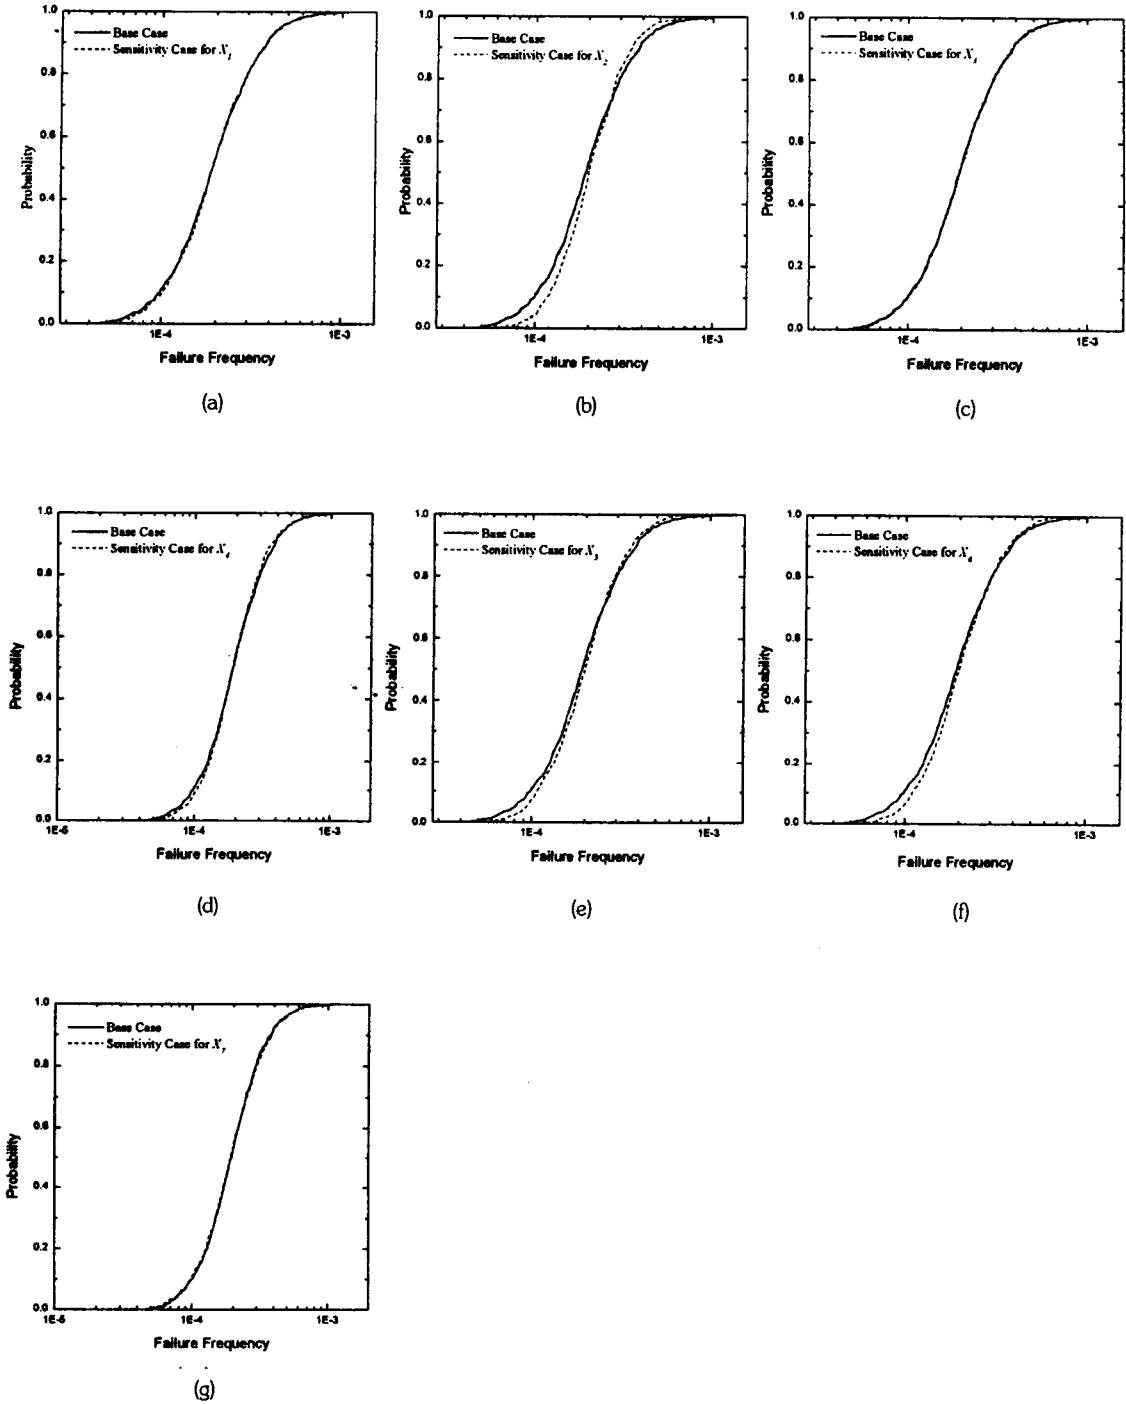 Base Case
Sensitivity Case for X1
1.0
0.8
0.6
0.4
0.2
0.0
Probability
1E-4
1E-3
Failure Frequency
(a)
Base Case
Sensitivity Case for X2
1.0
0.8
0.6
0.4
0.2
0.0
Probability
1E-4
1E-3
Failure Frequency
(b)
Base Case
Sensitivity Case for X
1.0
0.8
0.6
0.4
0.2
0.0
Probability
1E-4
1E-3
Failure Frequency
(c)
Base Case
Sensitivity Case for X4
1.0
0.8
0.6
0.4
0.2
0.0
Probability
1E-4
1E-3
Failure Frequency
(d)
Base Case
Sensitivity Case for X
1.0
0.8
0.6
0.4
0.2
0.0
Probability
1E-4
1E-3
Failure Frequency
(e)
Base Case
Sensitivity Case for X6
1.0
0.8
0.6
0.4
0.2
0.0
Probability
1E-4
1E-3
Failure Frequency
(f)
Base Case
Sensitivity Case for X7
1.0
0.8
0.6
0.4
0.2
0.0
Probability
1E-5
1E-4
1E-3
Failure Frequency
(g)